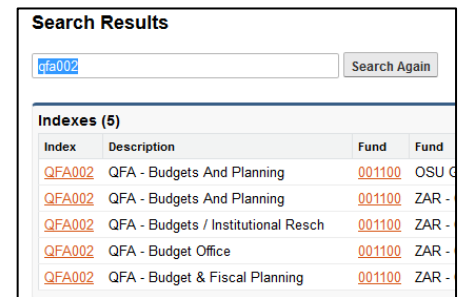 Search Results
qfa002 Search Again
Indexes (5)
Index Description Fund Fund
QFA002 QFA - Budgets And Planning 001100 OSU
QFA002 QFA - Budgets And Planning 001100 ZAR -
QFA002 QFA - Budgets / Institutional Resch 001100 ZAR -
QFA002 QFA - Budget Office 001100 ZAR -
QFA002 QFA - Budget & Fiscal Planning 001100 ZAR -